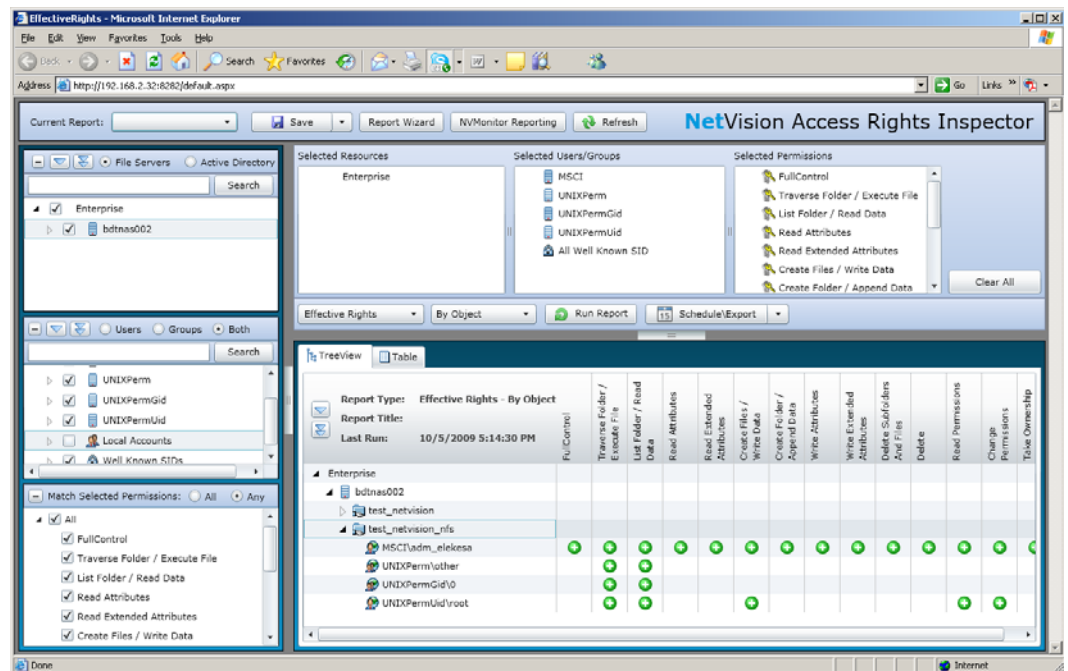 EffectiveRights - Microsoft Internet Explorer
File Edit View Favorites Tools Help
Back Search Favorites
Address http://192.168.2.32:8282/default.aspx Go Links »
Current Report: Save Report Wizard NVMonitor Reporting Refresh NetVision Access Rights Inspector
File Servers Active Directory
Search
Enterprise
bdtnas002
Users Groups Both
Search
UNIXPerm
UNIXPermGid
UNIXPermUid
Local Accounts
Well Known SIDs
Match Selected Permissions: All Any
All
FullControl
Traverse Folder / Execute File
List Folder / Read Data
Read Attributes
Read Extended Attributes
Create Files / Write Data
Selected Resources
Enterprise
Selected Users/Groups
MSCI
UNIXPerm
UNIXPermGid
UNIXPermUid
All Well Known SID
Selected Permissions
FullControl
Traverse Folder / Execute File
List Folder / Read Data
Read Attributes
Read Extended Attributes
Create Files / Write Data
Create Folder / Append Data
Clear All
Effective Rights By Object Run Report 15 Schedule\Export
TreeView Table
Report Type: Effective Rights - By Object
Report Title:
Last Run: 10/5/2009 5:14:30 PM
FullControl
Traverse Folder /
Execute File
List Folder / Read
Data
Read Attributes
Read Extended
Attributes
Create Files /
Write Data
Create Folder /
Append Data
Write Attributes
Write Extended
Attributes
Delete Subfolders
And Files
Delete
Read Permissions
Change
Permissions
Take Ownership
Enterprise
bdtnas002
test_netvision
test_netvision_nfs
MSCI\adm_elekesa
UNIXPerm\other
UNIXPermGid\0
UNIXPermUid\root
Done Internet